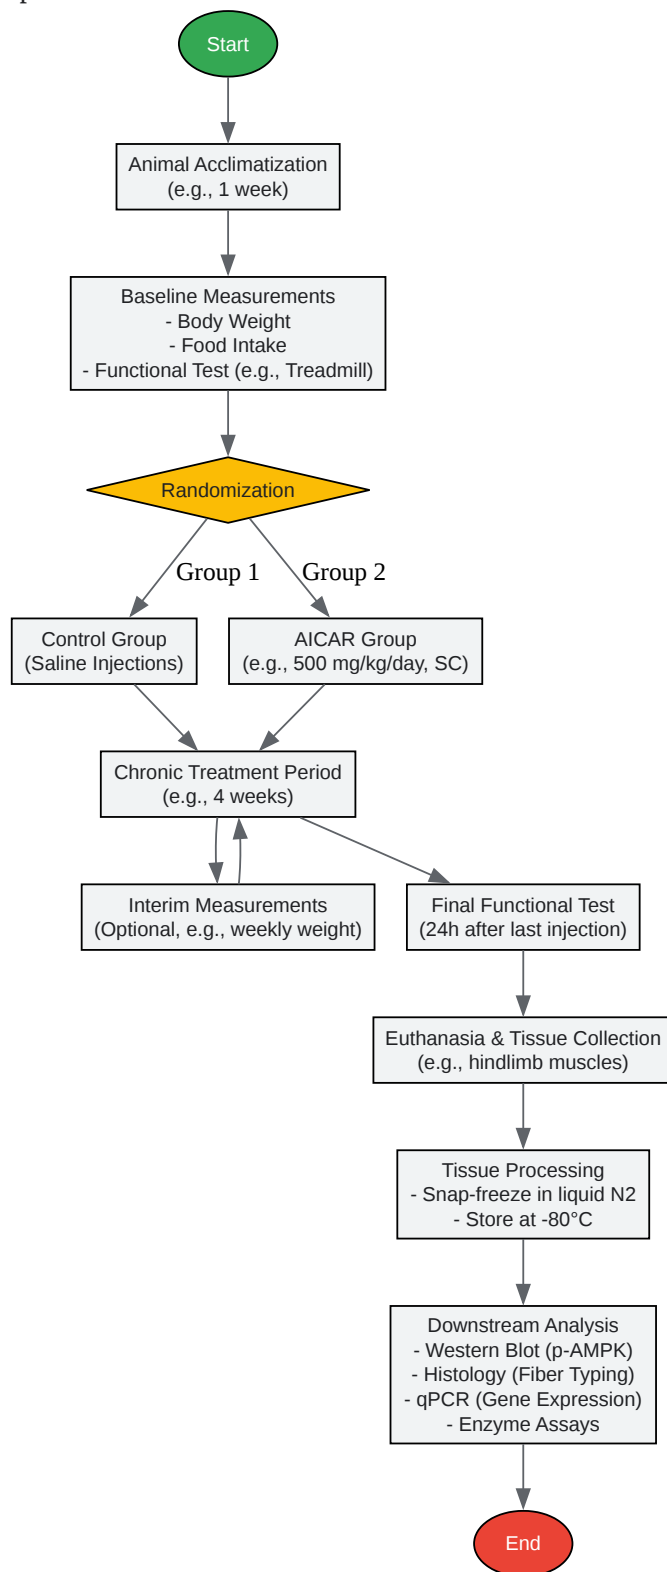 Start
Animal Acclimatization
(e.g., 1 week)
Baseline Measurements
- Body Weight
- Food Intake
- Functional Test (e.g., Treadmill)
Randomization
Group 1
Group 2
Control Group
(Saline Injections)
AICAR Group
(e.g., 500 mg/kg/day, SC)
Chronic Treatment Period
(e.g., 4 weeks)
Interim Measurements
(Optional, e.g., weekly weight)
Final Functional Test
(24h after last injection)
Euthanasia & Tissue Collection
(e.g., hindlimb muscles)
Tissue Processing
- Snap-freeze in liquid N2
- Store at -80°C
Downstream Analysis
- Western Blot (p-AMPK)
- Histology (Fiber Typing)
- qPCR (Gene Expression)
- Enzyme Assays
End